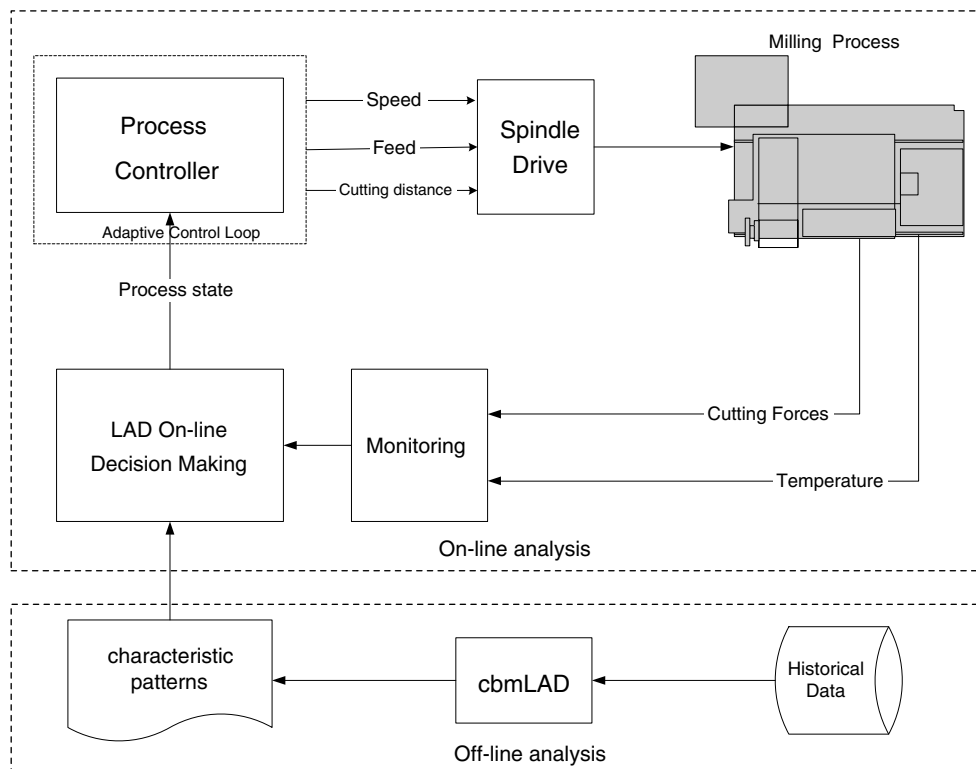 Milling Process
Process
Controller
Adaptive Control Loop
Speed
Feed
Cutting distance
Spindle
Drive
Process state
LAD On-line
Decision Making
Monitoring
Cutting Forces
Temperature
On-line analysis
characteristic
patterns
cbmLAD
Historical
Data
Off-line analysis